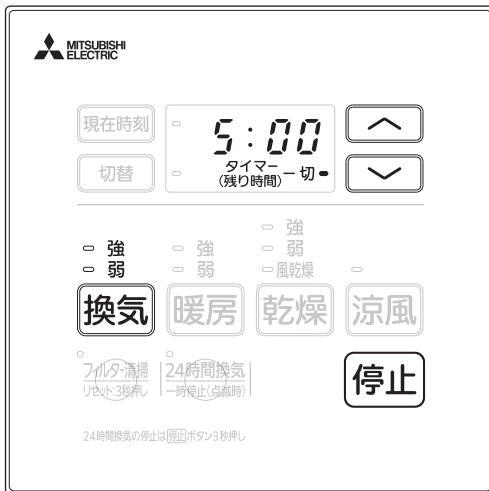 MITSUBISHI
ELECTRIC
現在時刻
5:00
切替
タイマー
(残り時間)
切
強
弱
強
弱
強
弱
風乾燥
換気
暖房
乾燥
涼風
フィルター清掃
リセット:3秒押し
24時間換気
一時停止(点滅時)
停止
24時間換気の停止は停止ボタン3秒押し